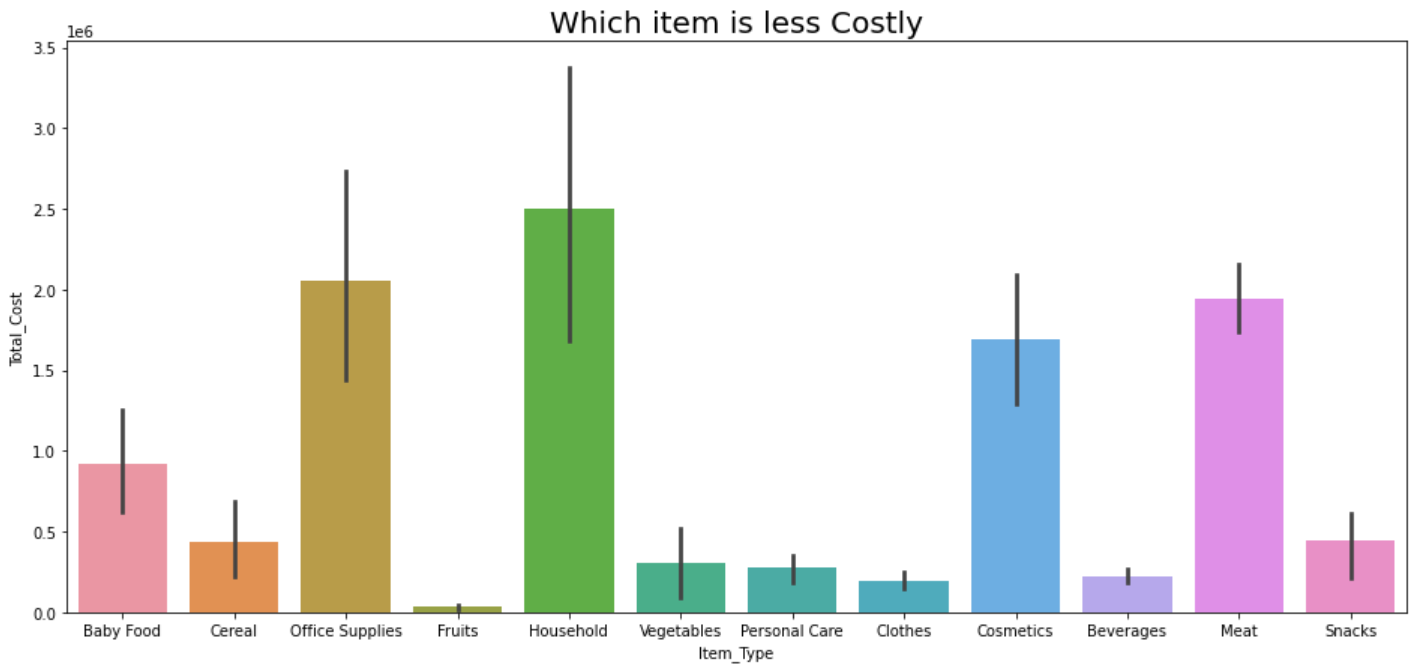 Which item is less Costly
1e6
3.5
3.0
2.5
2.0
1.5
1.0
0.5
0.0
Total_Cost
Baby Food Cereal Office Supplies Fruits Household Vegetables Personal Care Clothes Cosmetics Beverages Meat Snacks
Item_Type